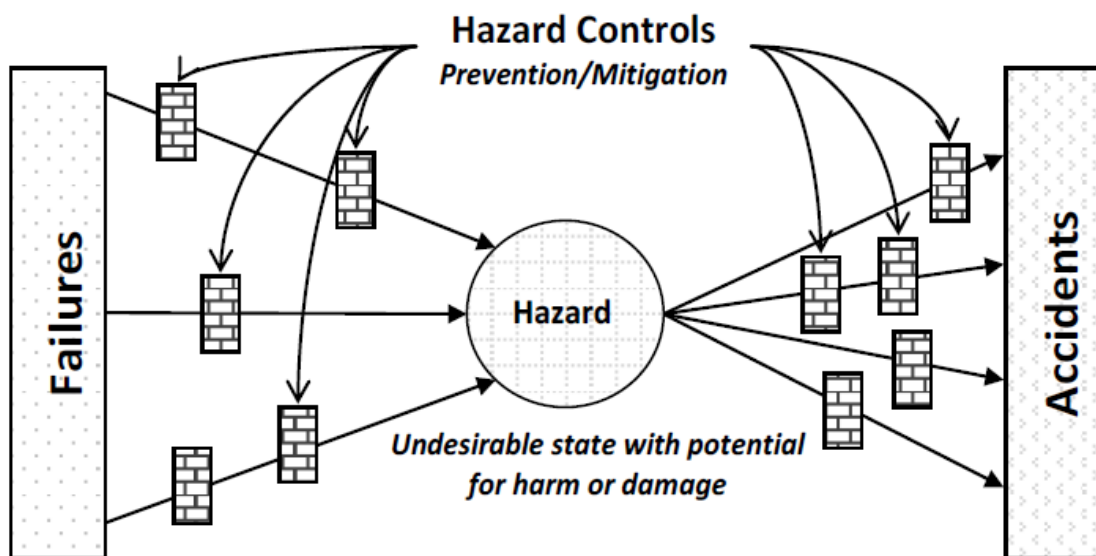 Hazard Controls
Prevention/Mitigation
Failures
Hazard
Accidents
Undesirable state with potential
for harm or damage